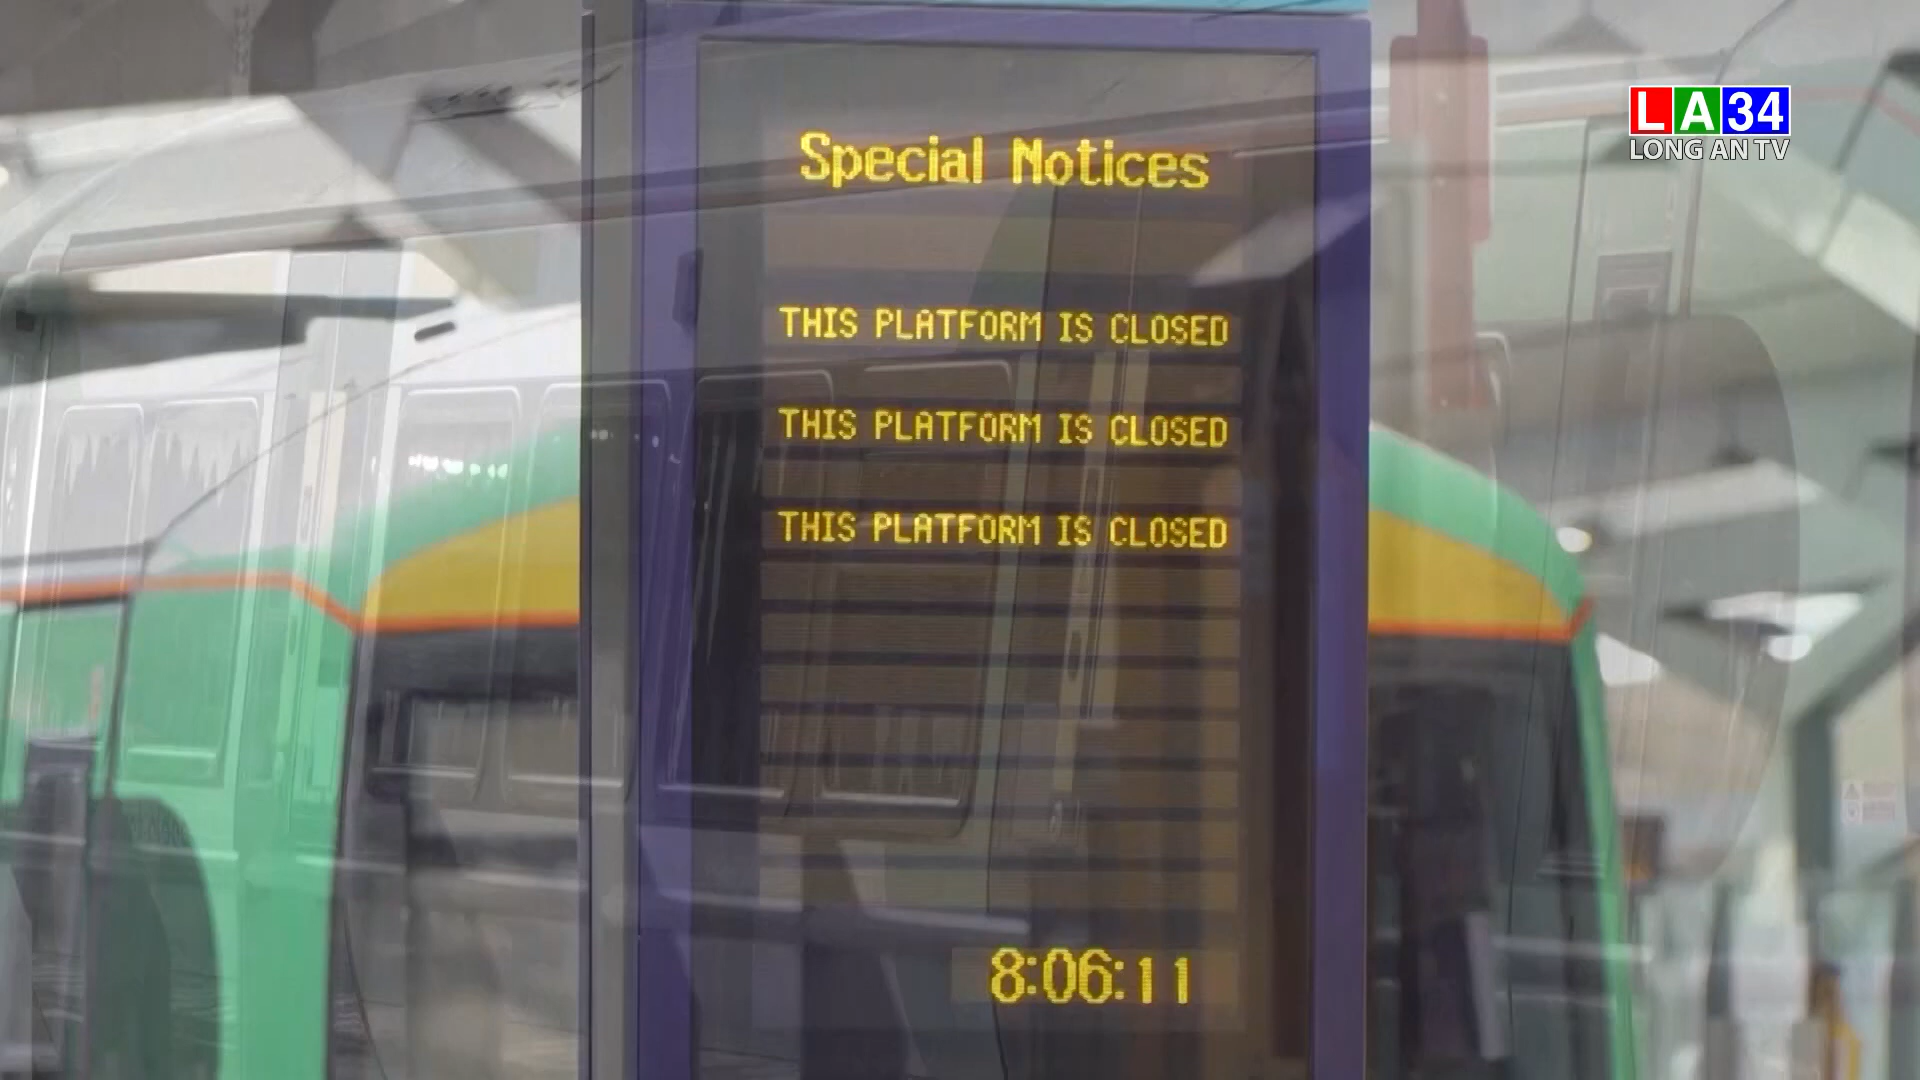 LA34
LONG AN TV
Special Notices
THIS PLATFORM IS CLOSED
THIS PLATFORM IS CLOSED
THIS PLATFORM IS CLOSED
8:06:11